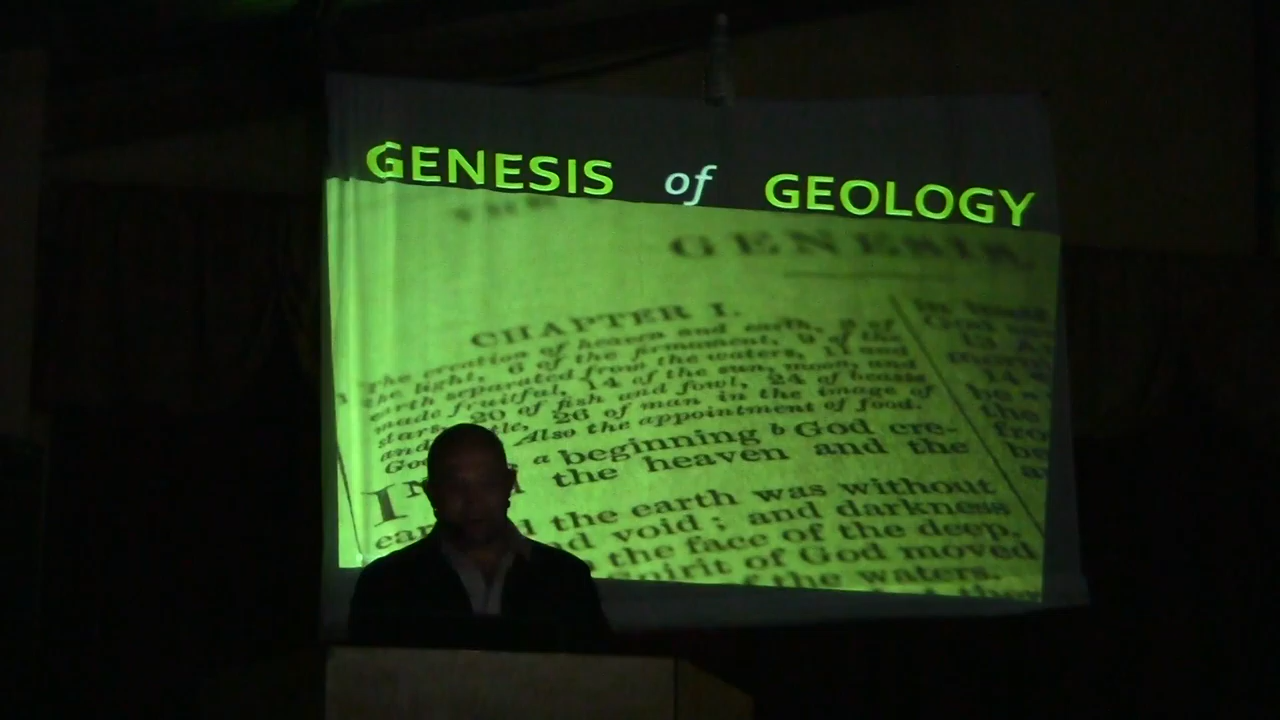 GENESIS of GEOLOGY
THE
GENESIS.
CHAPTER I.
The creation of heaven and earth, 3 of
the light, 6 of the firmament, 9 of the
earth separated from the waters, 11 and
made fruitful, 14 of the sun, moon, and
stars, 20 of fish and fowl, 24 of beasts
and 26 of man in the image of
God. Also the appointment of food.
IN a beginning b God cre-
the heaven and the
the earth was without
d void; and darkness
the face of the deep.
pirit of God moved
the waters.